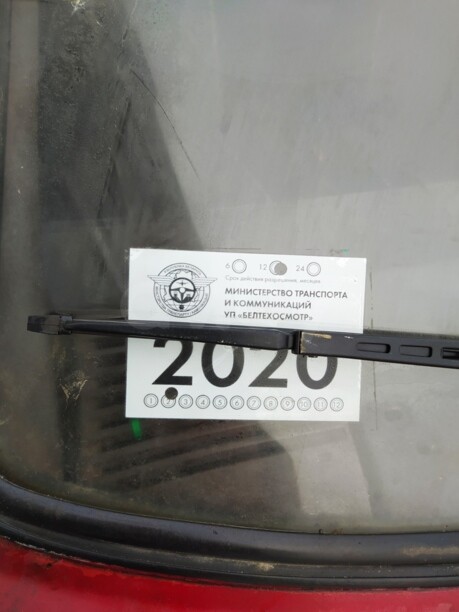 6 12 24
Срок действия разрешения, месяцев
МИНИСТЕРСТВО ТРАНСПОРТА
И КОММУНИКАЦИЙ
УП «БЕЛТЕХОСМОТР»
2020
1 2 3 4 5 6 7 8 9 10 11 12